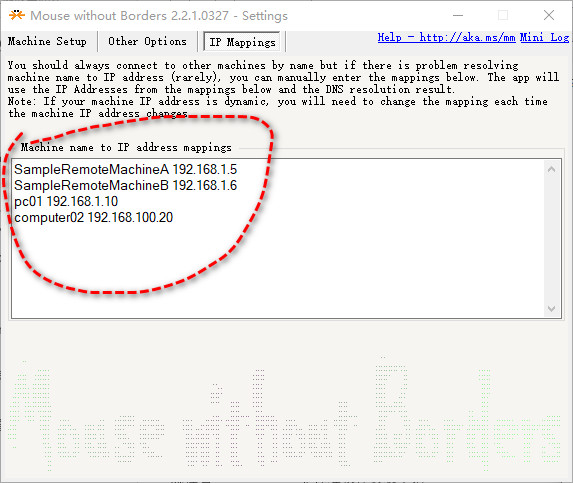 Mouse without Borders 2.2.1.0327 - Settings
Machine Setup Other Options IP Mappings Help - http://aka.ms/mm Mini Log
You should always connect to other machines by name but if there is problem resolving
machine name to IP address (rarely), you can manually enter the mappings below. The app will
use the IP Addresses from the mappings below and the DNS resolution result.
Note: If your machine IP address is dynamic, you will need to change the mapping each time
the machine IP address changes.
Machine name to IP address mappings
SampleRemoteMachineA 192.168.1.5
SampleRemoteMachineB 192.168.1.6
pc01 192.168.1.10
computer02 192.168.100.20
Mouse without Borders